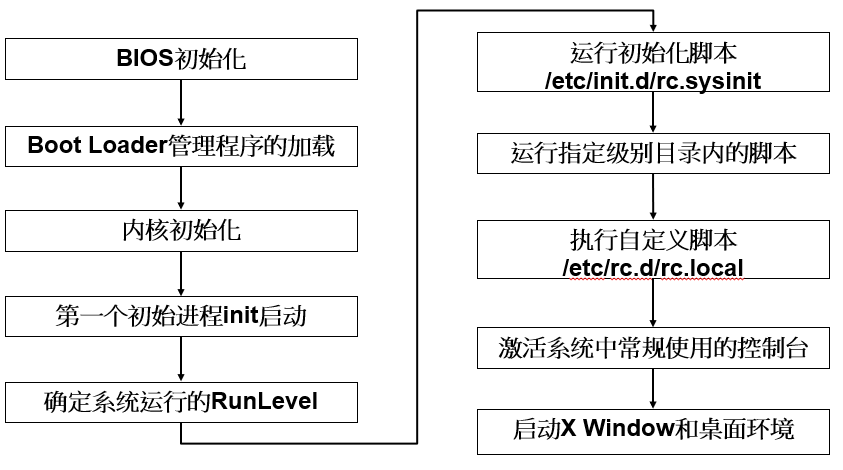 BIOS初始化
Boot Loader管理程序的加载
内核初始化
第一个初始进程init启动
确定系统运行的RunLevel
运行初始化脚本
/etc/init.d/rc.sysinit
运行指定级别目录内的脚本
执行自定义脚本
/etc/rc.d/rc.local
激活系统中常规使用的控制台
启动X Window和桌面环境